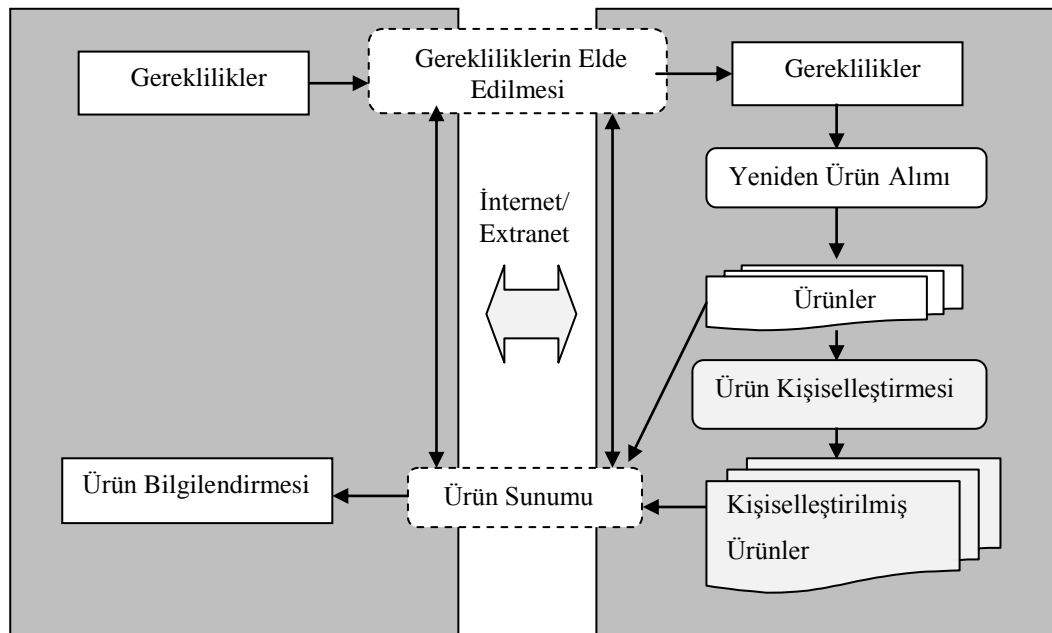 Gereklilikler
Gerekliliklerin Elde
Edilmesi
Gereklilikler
Yeniden Ürün Alımı
İnternet/
Extranet
Ürünler
Ürün Kişiselleştirmesi
Ürün Bilgilendirmesi
Ürün Sunumu
Kişiselleştirilmiş
Ürünler